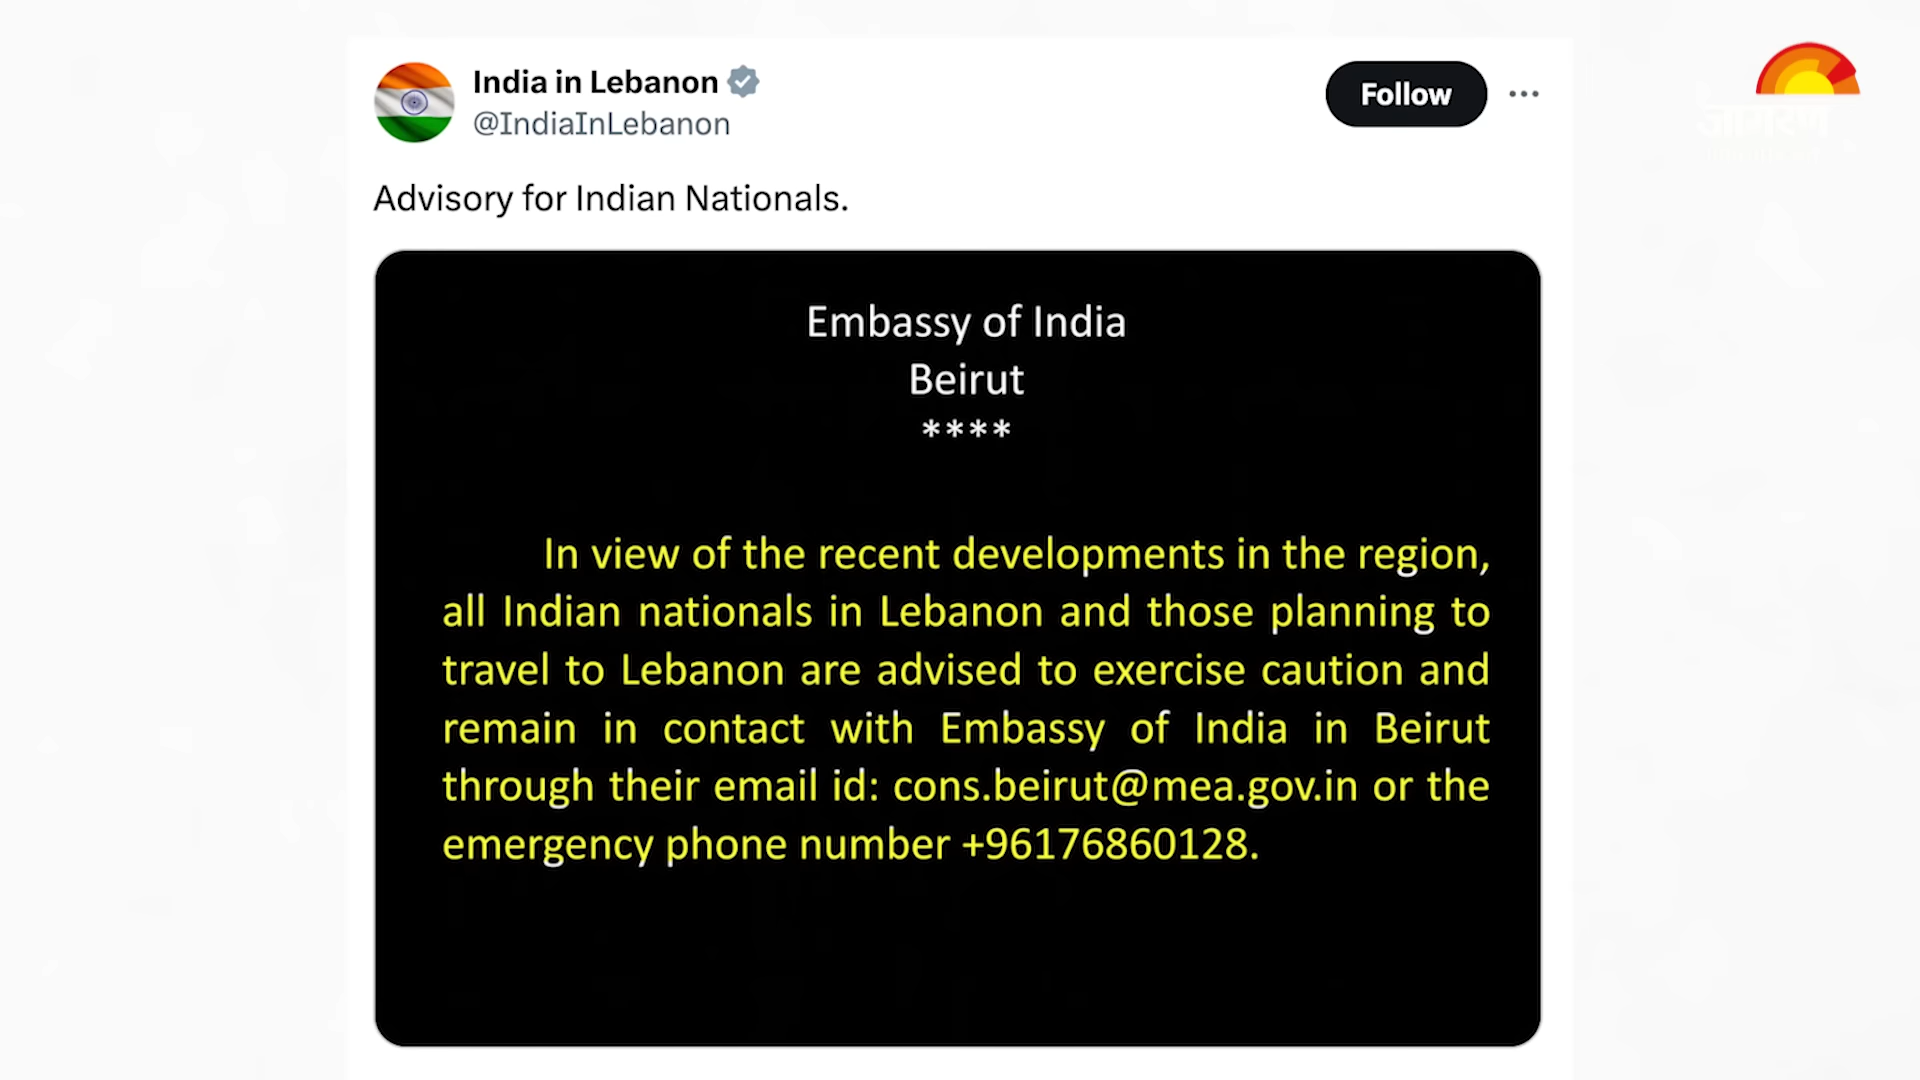 India in Lebanon
@IndiaInLebanon
Follow
जागरण
Advisory for Indian Nationals.
Embassy of India
Beirut
****
In view of the recent developments in the region,
all Indian nationals in Lebanon and those planning to
travel to Lebanon are advised to exercise caution and
remain in contact with Embassy of India in Beirut
through their email id: cons.beirut@mea.gov.in or the
emergency phone number +96176860128.